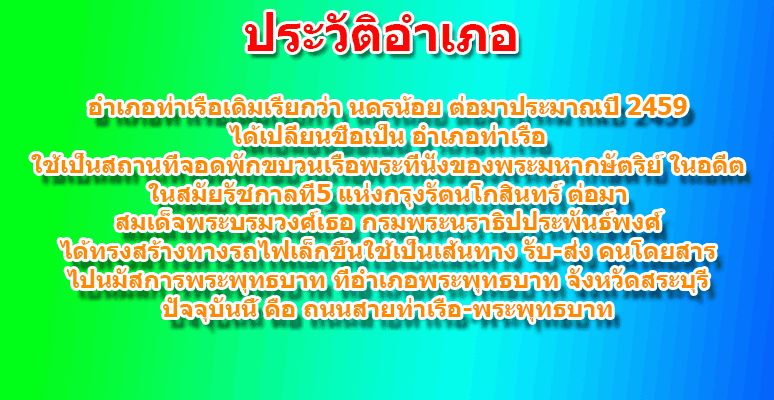 ประวัติอำเภอ
อำเภอท่าเรือเดิมเรียกว่า นครน้อย ต่อมาประมาณปี 2459
ได้เปลี่ยนชื่อเป็น อำเภอท่าเรือ
ใช้เป็นสถานที่จอดพักขบวนเรือพระที่นั่งของพระมหากษัตริย์ ในอดีต
ในสมัยรัชกาลที่5 แห่งกรุงรัตนโกสินทร์ ต่อมา
สมเด็จพระบรมวงศ์เธอ กรมพระนราธิปประพันธ์พงศ์
ได้ทรงสร้างทางรถไฟเล็กขึ้นใช้เป็นเส้นทาง รับ-ส่ง คนโดยสาร
ไปนมัสการพระพุทธบาท ที่อำเภอพระพุทธบาท จังหวัดสระบุรี
ปัจจุบันนี้ คือ ถนนสายท่าเรือ-พระพุทธบาท